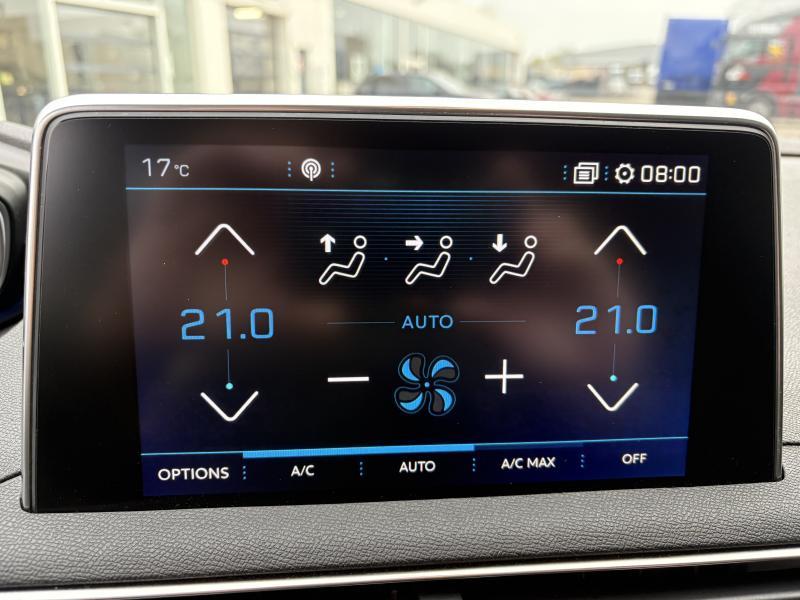 17°C 08:00
21.0 21.0
AUTO
OPTIONS A/C AUTO A/C MAX OFF